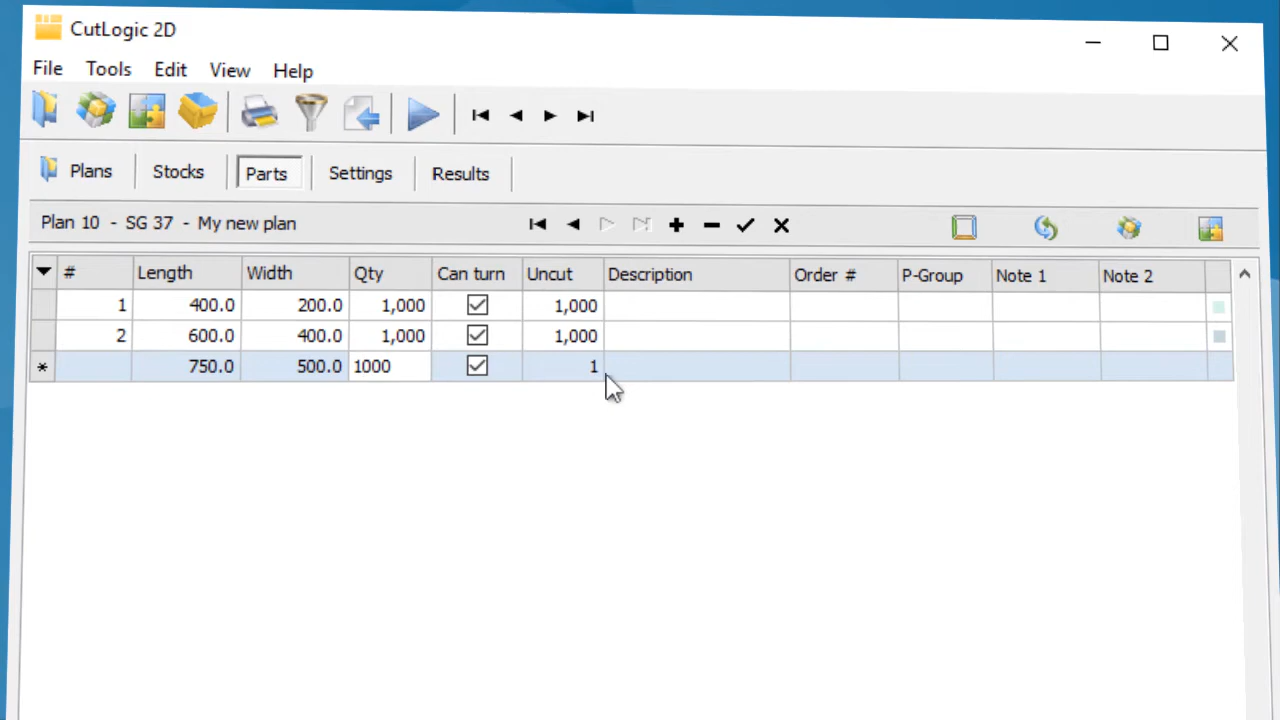 CutLogic 2D
File Tools Edit View Help
Plans Stocks Parts Settings Results
Plan 10 - SG 37 - My new plan
# Length Width Qty Can turn Uncut Description Order # P-Group Note 1 Note 2
1 400.0 200.0 1,000 1,000
2 600.0 400.0 1,000 1,000
* 750.0 500.0 1000 1